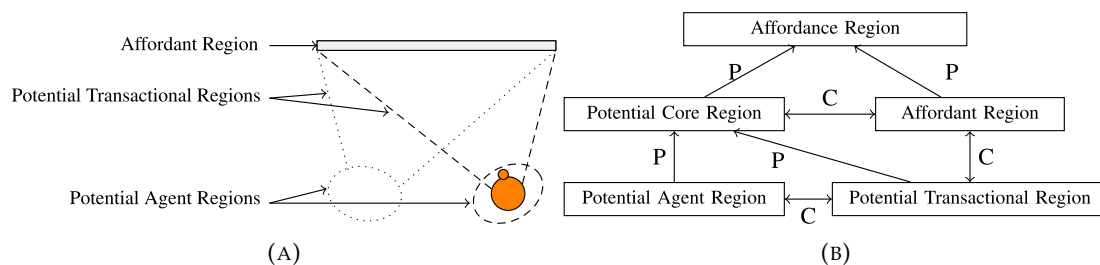 Affordant Region
Potential Transactional Regions
Potential Agent Regions
(A)
Affordance Region
P
P
Potential Core Region
C
Affordant Region
P
P
C
Potential Agent Region
C
Potential Transactional Region
(B)